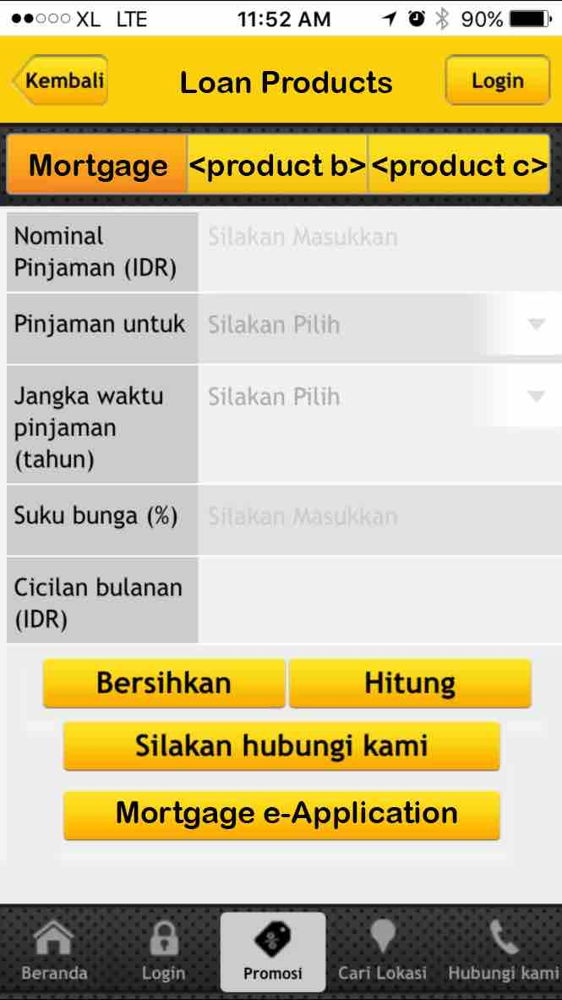 XL LTE 11:52 AM 90%
Kembali Loan Products Login
Mortgage <product b> <product c>
Nominal
Pinjaman (IDR)
Silakan Masukkan
Pinjaman untuk
Silakan Pilih
Jangka waktu
pinjaman
(tahun)
Silakan Pilih
Suku bunga (%)
Silakan Masukkan
Cicilan bulanan
(IDR)
Bersihkan Hitung
Silakan hubungi kami
Mortgage e-Application
Beranda Login Promosi Cari Lokasi Hubungi kami